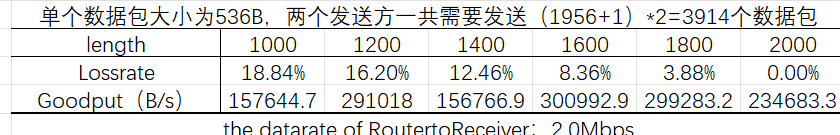 单个数据包大小为536B，两个发送方一共需要发送（1956+1）*2=3914个数据包
length 1000 1200 1400 1600 1800 2000
Lossrate 18.84% 16.20% 12.46% 8.36% 3.88% 0.00%
Goodput（B/s） 157644.7 291018 156766.9 300992.9 299283.2 234683.3
the datarate of RoutertoReceiver：2.0Mbps